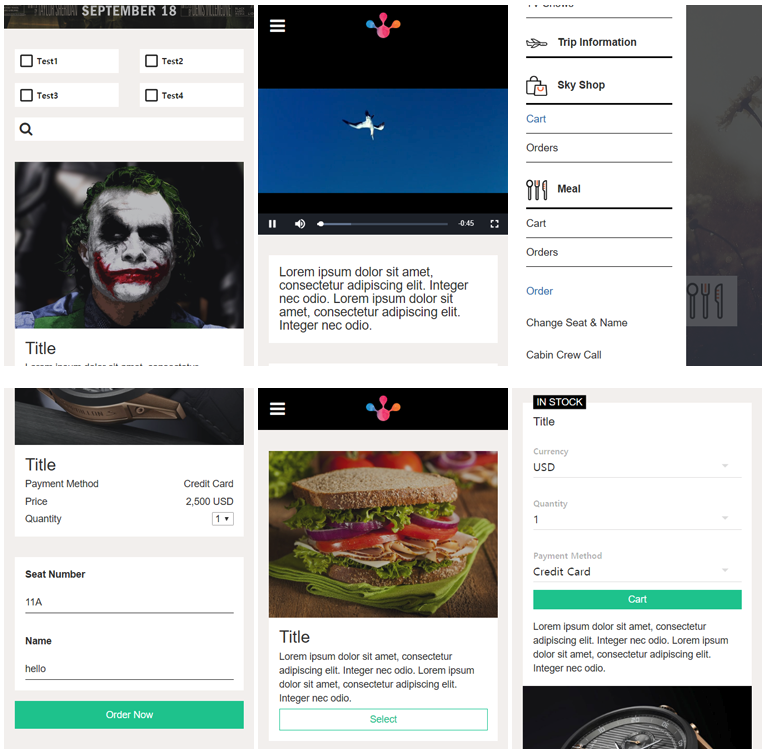 TAYLOR SHERIDAN SEPTEMBER 18 DENIS VILLENEUVE
Test1
Test2
Test3
Test4
Title
-0:45
Lorem ipsum dolor sit amet,
consectetur adipiscing elit. Integer
nec odio. Lorem ipsum dolor sit
amet, consectetur adipiscing elit.
Integer nec odio.
TV Shows
Trip Information
Sky Shop
Cart
Orders
Meal
Cart
Orders
Order
Change Seat & Name
Cabin Crew Call
Title
Payment Method Credit Card
Price 2,500 USD
Quantity 1
Seat Number
11A
Name
hello
Order Now
Title
Lorem ipsum dolor sit amet, consectetur
adipiscing elit. Integer nec odio. Lorem ipsum
dolor sit amet, consectetur adipiscing elit.
Integer nec odio.
Select
IN STOCK
Title
Currency
USD
Quantity
1
Payment Method
Credit Card
Cart
Lorem ipsum dolor sit amet, consectetur
adipiscing elit. Integer nec odio. Lorem ipsum
dolor sit amet, consectetur adipiscing elit.
Integer nec odio.